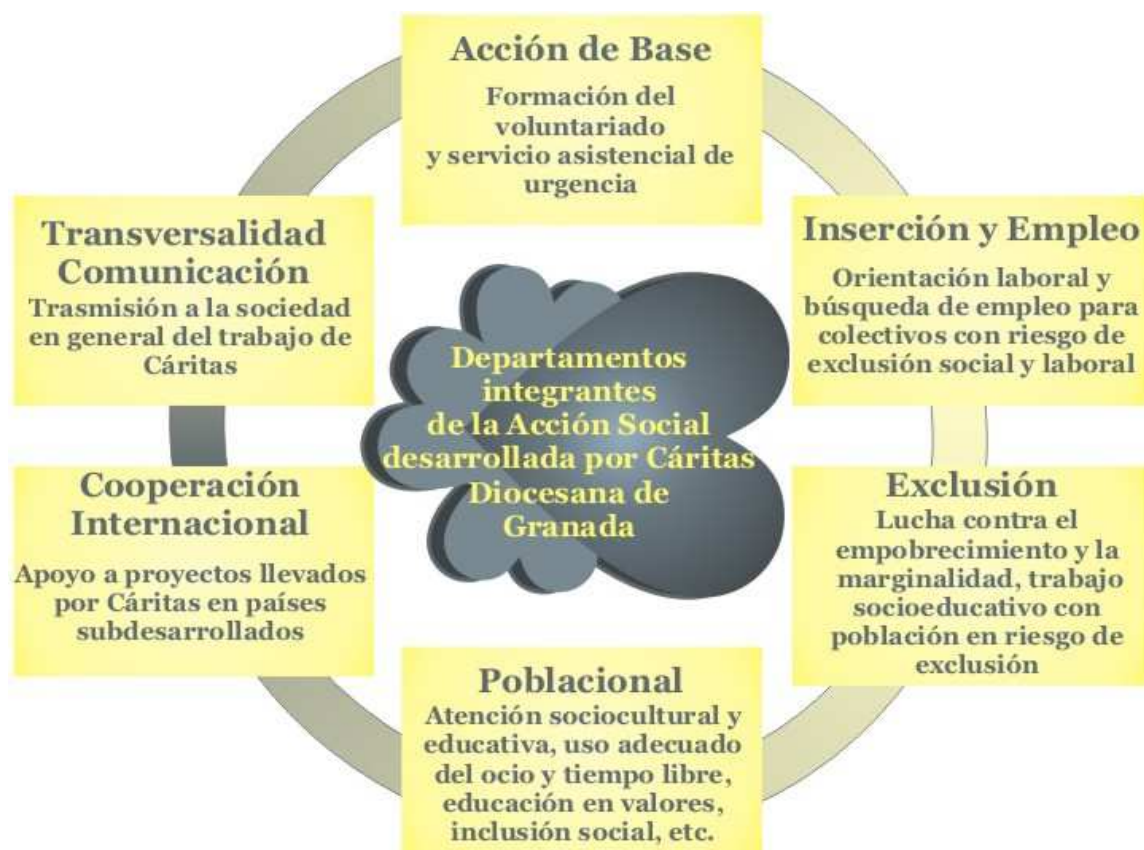 Acción de Base
Formación del
voluntariado
y servicio asistencial de
urgencia
Inserción y Empleo
Orientación laboral y
búsqueda de empleo para
colectivos con riesgo de
exclusión social y laboral
Exclusión
Lucha contra el
empobrecimiento y la
marginalidad, trabajo
socioeducativo con
población en riesgo de
exclusión
Poblacional
Atención sociocultural y
educativa, uso adecuado
del ocio y tiempo libre,
educación en valores,
inclusión social, etc.
Cooperación
Internacional
Apoyo a proyectos llevados
por Cáritas en países
subdesarrollados
Transversalidad
Comunicación
Trasmisión a la sociedad
en general del trabajo de
Cáritas
Departamentos
integrantes
de la Acción Social
desarrollada por Cáritas
Diocesana de
Granada